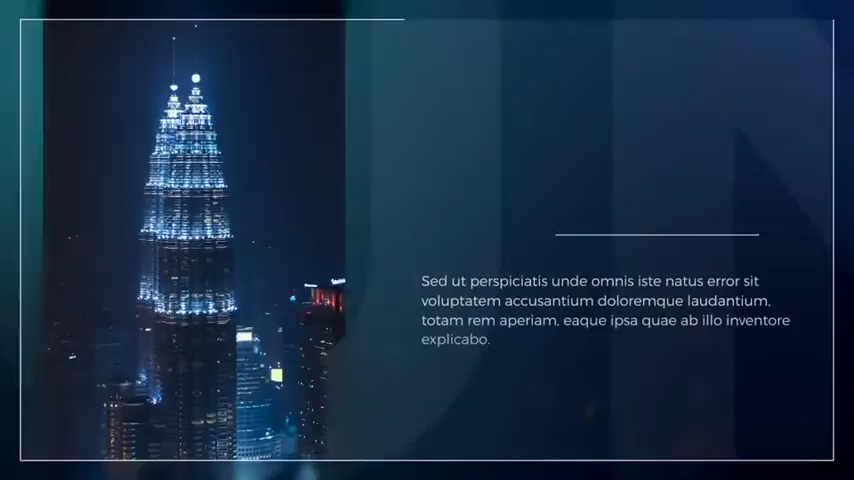 Sed ut perspiciatis unde omnis iste natus error sit
voluptatem accusantium doloremque laudantium,
totam rem aperiam, eaque ipsa quae ab illo inventore
explicabo.